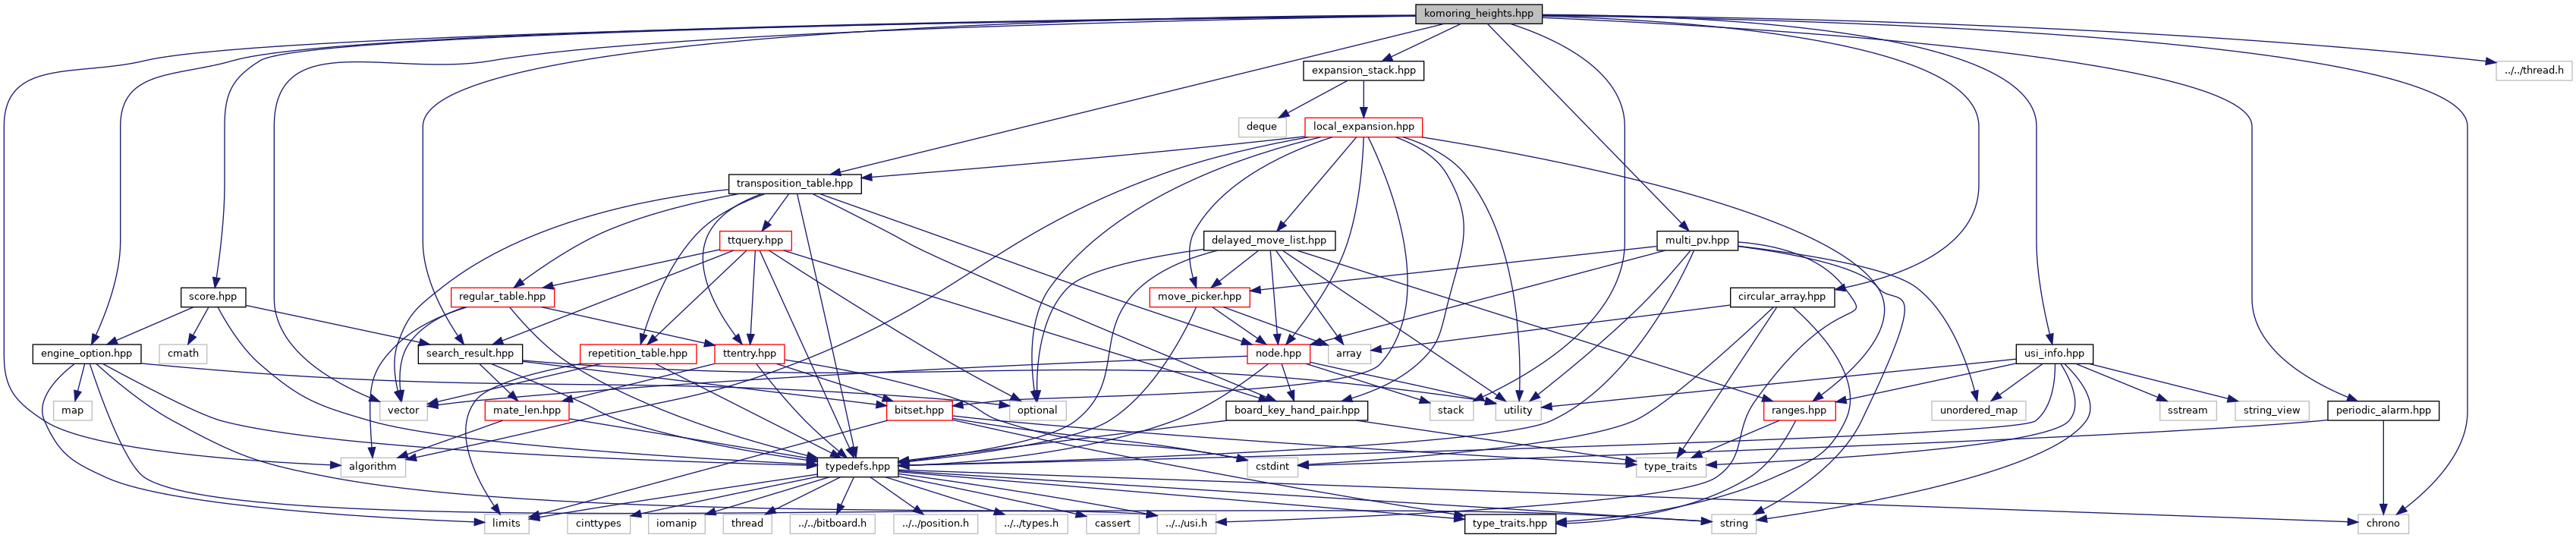 komoring_heights.hpp
expansion_stack.hpp
../../thread.h
deque
local_expansion.hpp
transposition_table.hpp
ttquery.hpp
delayed_move_list.hpp
multi_pv.hpp
score.hpp
regular_table.hpp
move_picker.hpp
circular_array.hpp
engine_option.hpp
cmath
search_result.hpp
repetition_table.hpp
ttentry.hpp
node.hpp
array
usi_info.hpp
map
vector
mate_len.hpp
bitset.hpp
optional
board_key_hand_pair.hpp
stack
utility
ranges.hpp
unordered_map
sstream
string_view
periodic_alarm.hpp
algorithm
typedefs.hpp
cstdint
type_traits
limits
cinttypes
iomanip
thread
../../bitboard.h
../../position.h
../../types.h
cassert
../../usi.h
type_traits.hpp
string
chrono